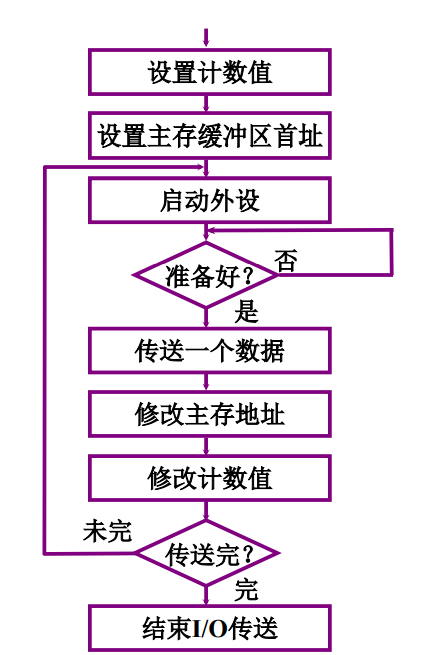 设置计数值
设置主存缓冲区首址
启动外设
准备好?
否
是
传送一个数据
修改主存地址
修改计数值
未完
传送完?
完
结束I/O传送